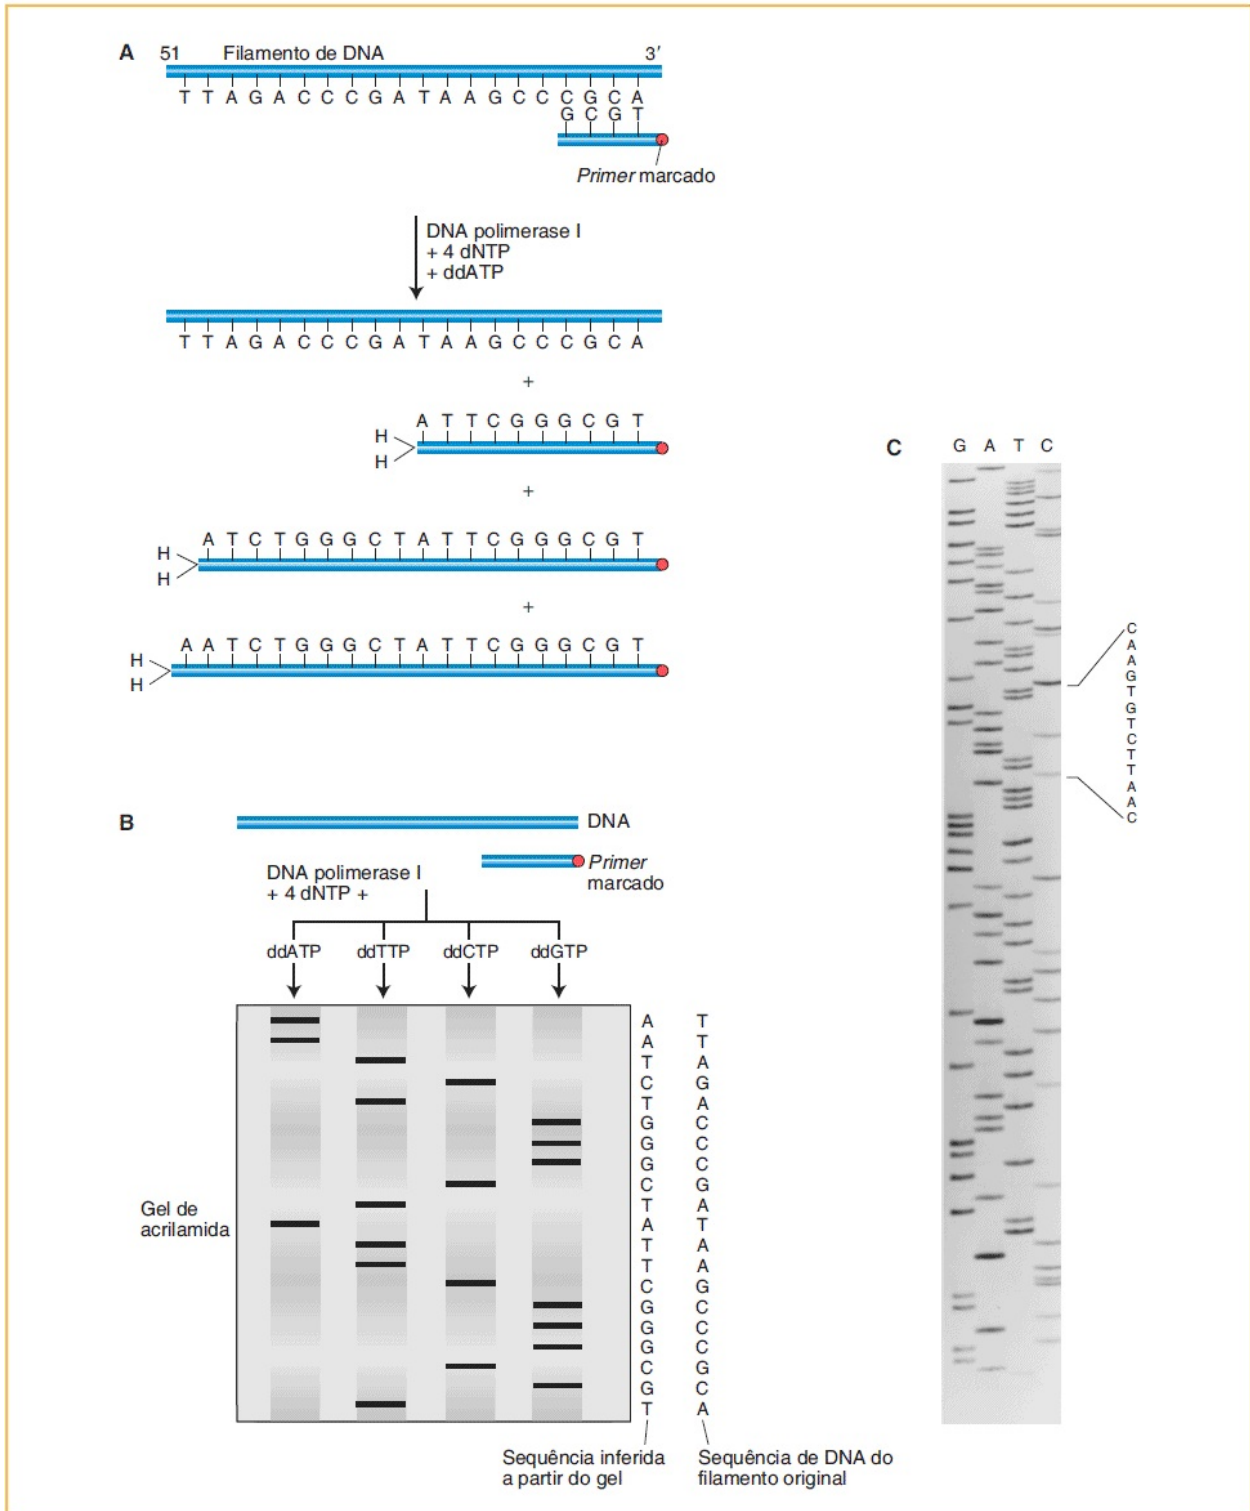 A 51 Filamento de DNA 3′
T T A G A C C C G A T A A G C C C G C A
G C G T
Primer marcado
DNA polimerase I
+ 4 dNTP
+ ddATP
T T A G A C C C G A T A A G C C C G C A
+
A T T C G G G C G T
H
H
+
A T C T G G G C T A T T C G G G C G T
H
H
+
A A T C T G G G C T A T T C G G G C G T
H
H
B
DNA
Primer
marcado
DNA polimerase I
+ 4 dNTP +
ddATP ddTTP ddCTP ddGTP
A T
A T
T A
C G
T A
G C
G C
G C
C G
T A
A T
T A
T A
C G
G C
G C
G C
C G
G C
T A
Gel de
acrilamida
Sequência inferida
a partir do gel
Sequência de DNA do
filamento original
C G A T C
C
A
A
G
T
G
T
C
T
T
A
A
C